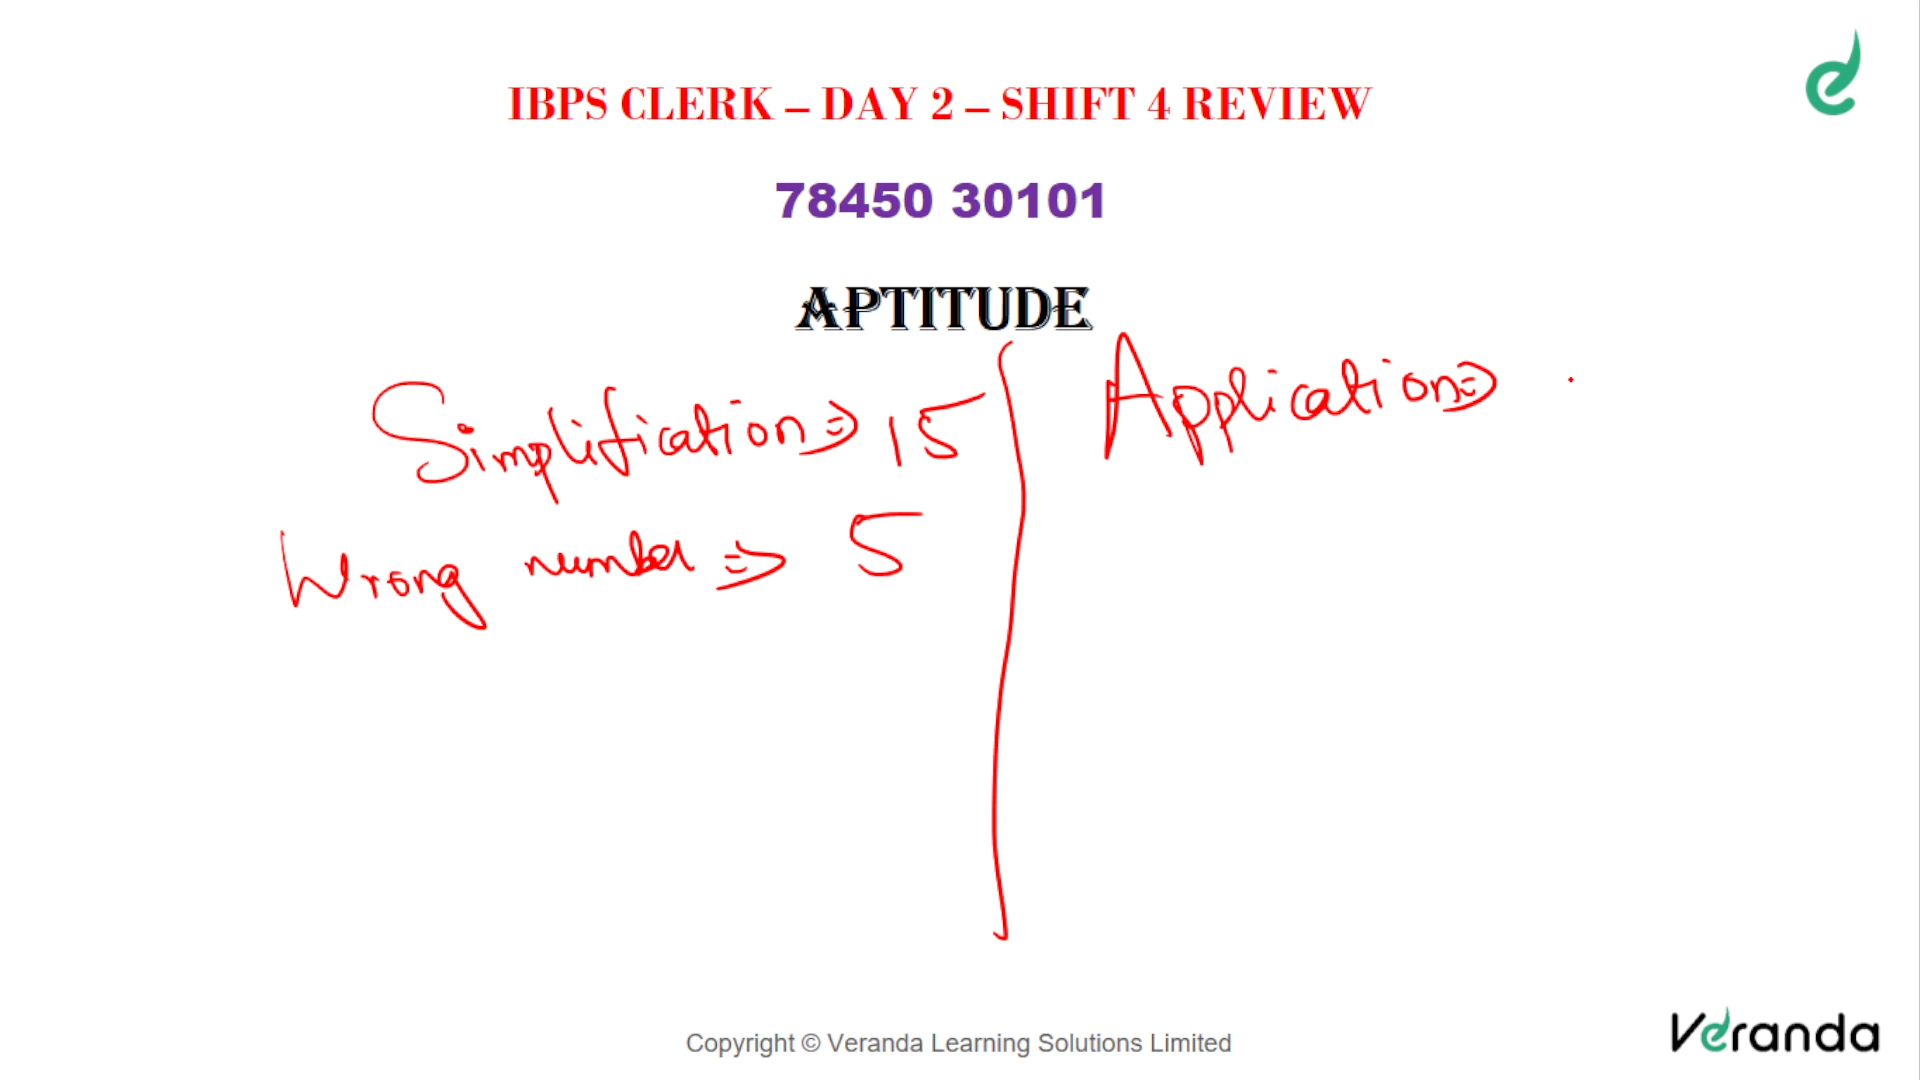 IBPS CLERK – DAY 2 – SHIFT 4 REVIEW
78450 30101
APTITUDE
Simplification => 15
Wrong number => 5
Application =>
Copyright © Veranda Learning Solutions Limited
Veranda